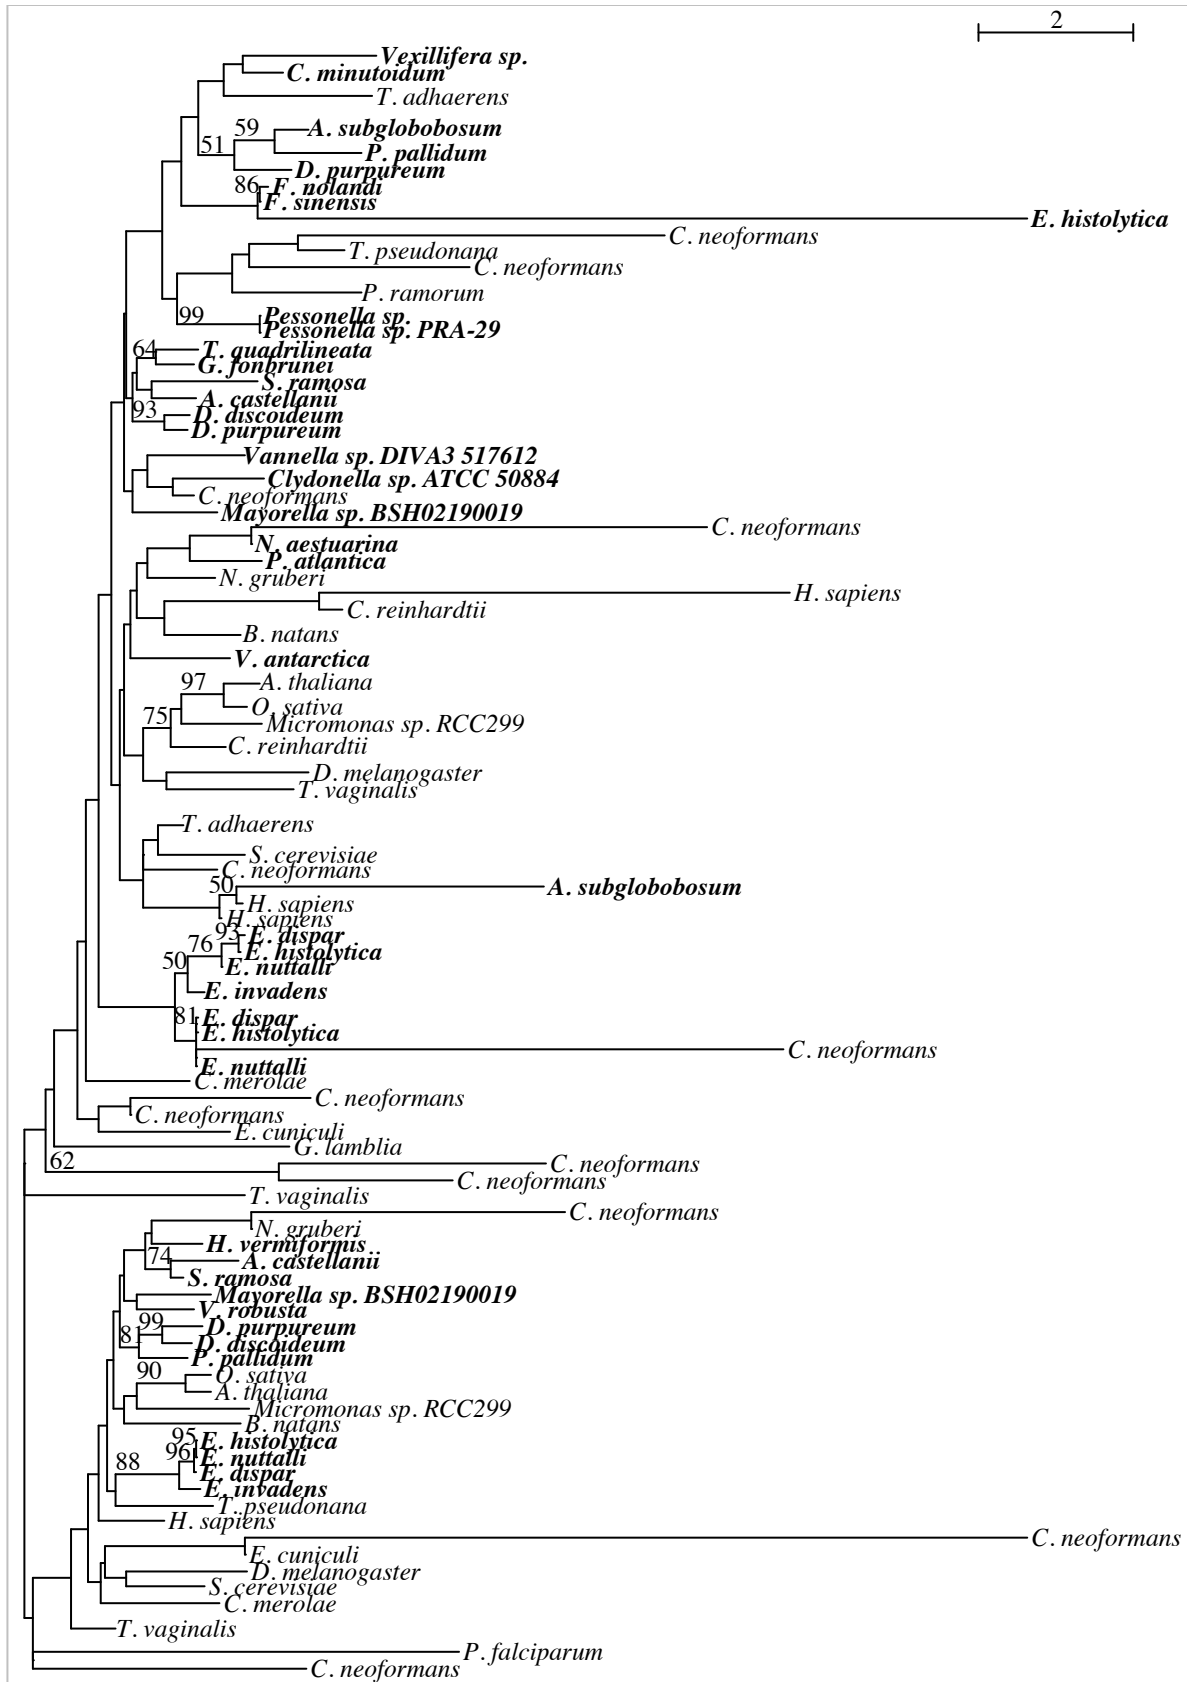 2
Vexillifera sp.
C. minutoidum
T. adhaerens
59
A. subglobobosum
51
P. pallidum
D. purpureum
86
F. nolandi
F. sinensis
E. histolytica
C. neoformans
T. pseudonana
C. neoformans
P. ramorum
99
Pessonella sp.
Pessonella sp. PRA-29
64
T. quadrilineata
G. fonbrunei
S. ramosa
A. castellanii
93
D. discoideum
D. purpureum
Vannella sp. DIVA3 517612
Clydonella sp. ATCC 50884
C. neoformans
Mayorella sp. BSH02190019
C. neoformans
N. aestuarina
P. atlantica
N. gruberi
H. sapiens
C. reinhardtii
B. natans
V. antarctica
97
A. thaliana
O. sativa
75
Micromonas sp. RCC299
C. reinhardtii
D. melanogaster
T. vaginalis
T. adhaerens
S. cerevisiae
C. neoformans
50
A. subglobobosum
H. sapiens
H. sapiens
93
E. dispar
76
E. histolytica
50
E. nuttalli
E. invadens
81
E. dispar
E. histolytica
C. neoformans
E. nuttalli
C. merolae
C. neoformans
C. neoformans
E. cuniculi
G. lamblia
62
C. neoformans
C. neoformans
T. vaginalis
C. neoformans
N. gruberi
H. vermiformis
74
A. castellanii
S. ramosa
Mayorella sp. BSH02190019
V. robusta
99
D. purpureum
81
D. discoideum
P. pallidum
90
O. sativa
A. thaliana
Micromonas sp. RCC299
B. natans
95
E. histolytica
96
E. nuttalli
88
E. dispar
E. invadens
T. pseudonana
H. sapiens
C. neoformans
E. cuniculi
D. melanogaster
S. cerevisiae
C. merolae
T. vaginalis
P. falciparum
C. neoformans